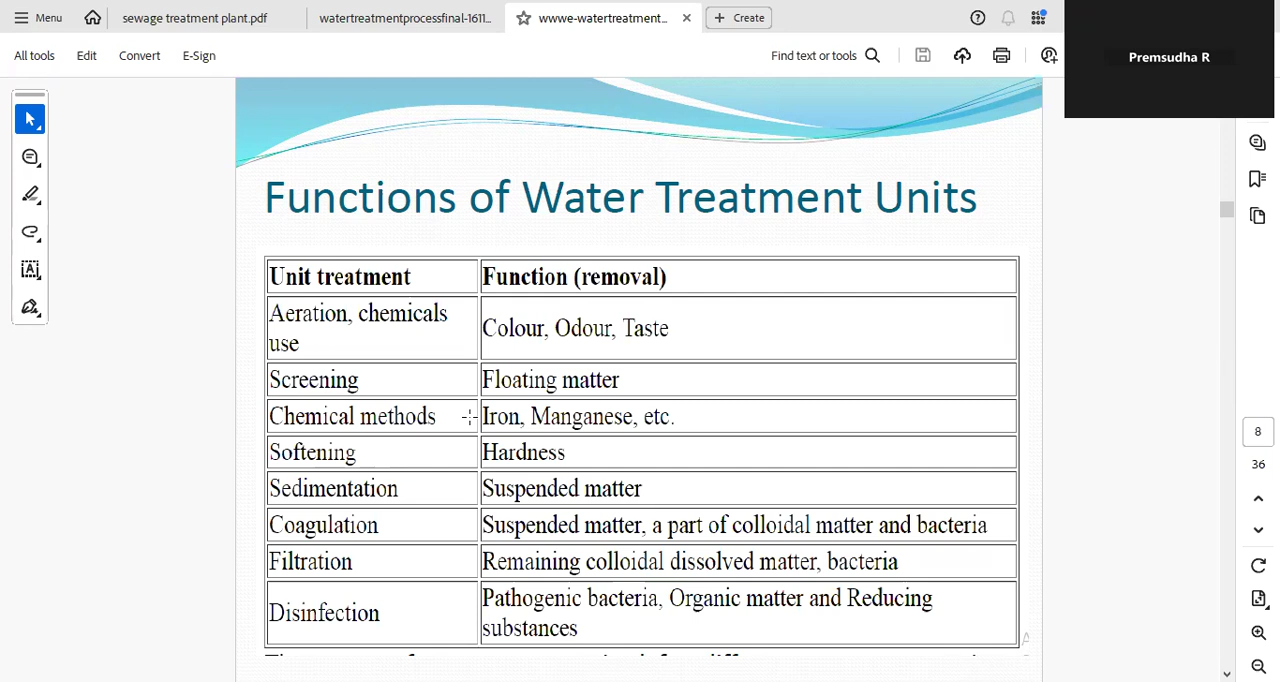 Menu
sewage treatment plant.pdf
watertreatmentprocessfinal-1611...
wwwe-watertreatment...
Create
All tools
Edit
Convert
E-Sign
Find text or tools
Premsudha R
Functions of Water Treatment Units
Unit treatment
Function (removal)
Aeration, chemicals
use
Colour, Odour, Taste
Screening
Floating matter
Chemical methods
Iron, Manganese, etc.
Softening
Hardness
Sedimentation
Suspended matter
Coagulation
Suspended matter, a part of colloidal matter and bacteria
Filtration
Remaining colloidal dissolved matter, bacteria
Disinfection
Pathogenic bacteria, Organic matter and Reducing
substances
8
36